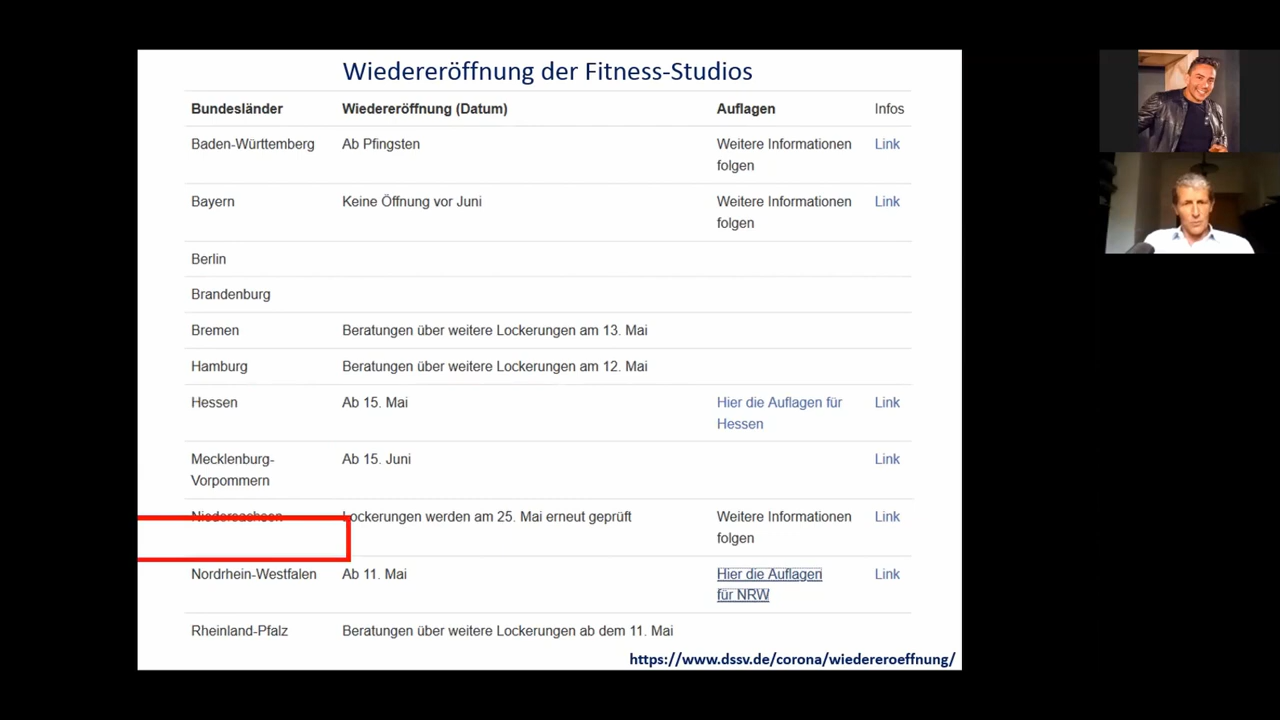 Wiedereröffnung der Fitness-Studios
Bundesländer Wiedereröffnung (Datum) Auflagen Infos
Baden-Württemberg Ab Pfingsten Weitere Informationen Link
folgen
Bayern Keine Öffnung vor Juni Weitere Informationen Link
folgen
Berlin
Brandenburg
Bremen Beratungen über weitere Lockerungen am 13. Mai
Hamburg Beratungen über weitere Lockerungen am 12. Mai
Hessen Ab 15. Mai Hier die Auflagen für Link
Hessen
Mecklenburg- Ab 15. Juni Link
Vorpommern
Niedersachsen Lockerungen werden am 25. Mai erneut geprüft Weitere Informationen Link
folgen
Nordrhein-Westfalen Ab 11. Mai Hier die Auflagen Link
für NRW
Rheinland-Pfalz Beratungen über weitere Lockerungen ab dem 11. Mai
https://www.dssv.de/corona/wiedereroeffnung/